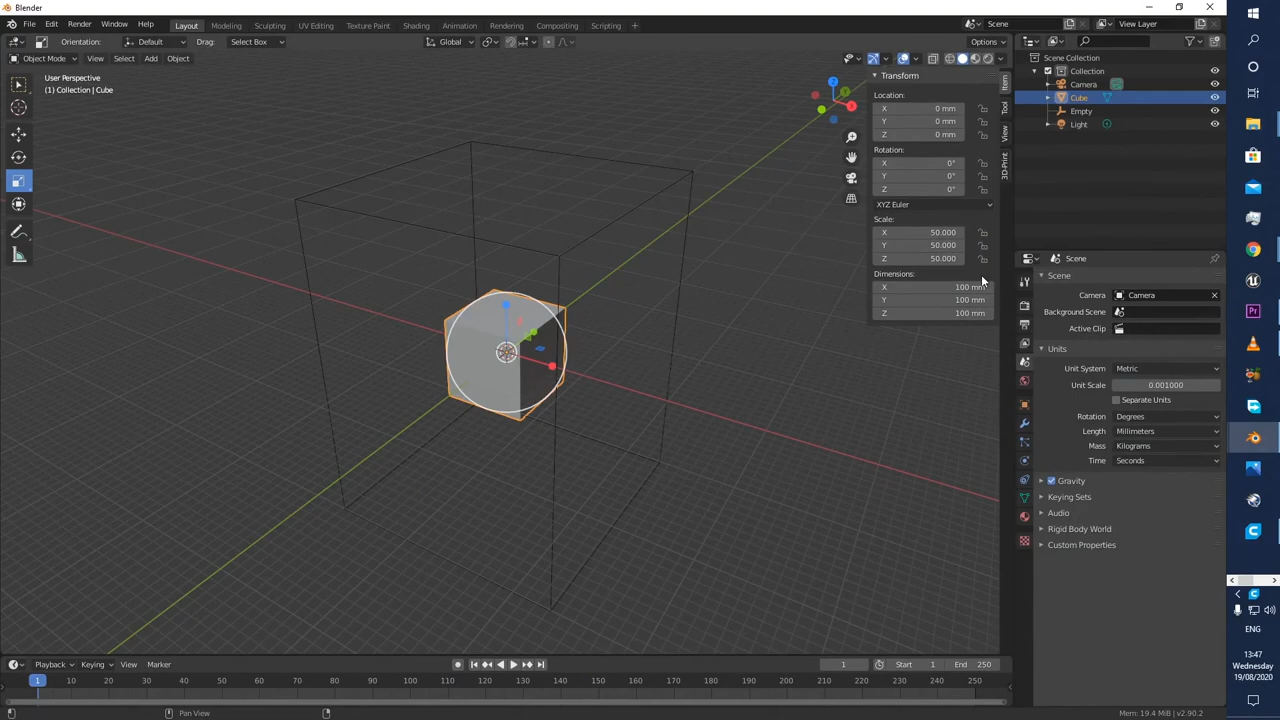 Blender
File Edit Render Window Help Layout Modeling Sculpting UV Editing Texture Paint Shading Animation Rendering Compositing Scripting + Scene View Layer
Orientation: Default Drag: Select Box Global Options
Object Mode View Select Add Object
User Perspective
(1) Collection | Cube
Z
Y
X
Transform
Location:
X 0 mm
Y 0 mm
Z 0 mm
Rotation:
X 0°
Y 0°
Z 0°
XYZ Euler
Scale:
X 50.000
Y 50.000
Z 50.000
Dimensions:
X 100 mm
Y 100 mm
Z 100 mm
Item
Tool
View
3D-Print
Scene Collection
Collection
Camera
Cube
Empty
Light
Scene
Scene
Camera Camera
Background Scene
Active Clip
Units
Unit System Metric
Unit Scale 0.001000
Separate Units
Rotation Degrees
Length Millimeters
Mass Kilograms
Time Seconds
Gravity
Keying Sets
Audio
Rigid Body World
Custom Properties
Playback Keying View Marker 1 Start 1 End 250
1 10 20 30 40 50 60 70 80 90 100 110 120 130 140 150 160 170 180 190 200 210 220 230 240 250
Pan View Mem: 19.4 MiB | v2.90.2
Pr
ENG
13:47
Wednesday
19/08/2020